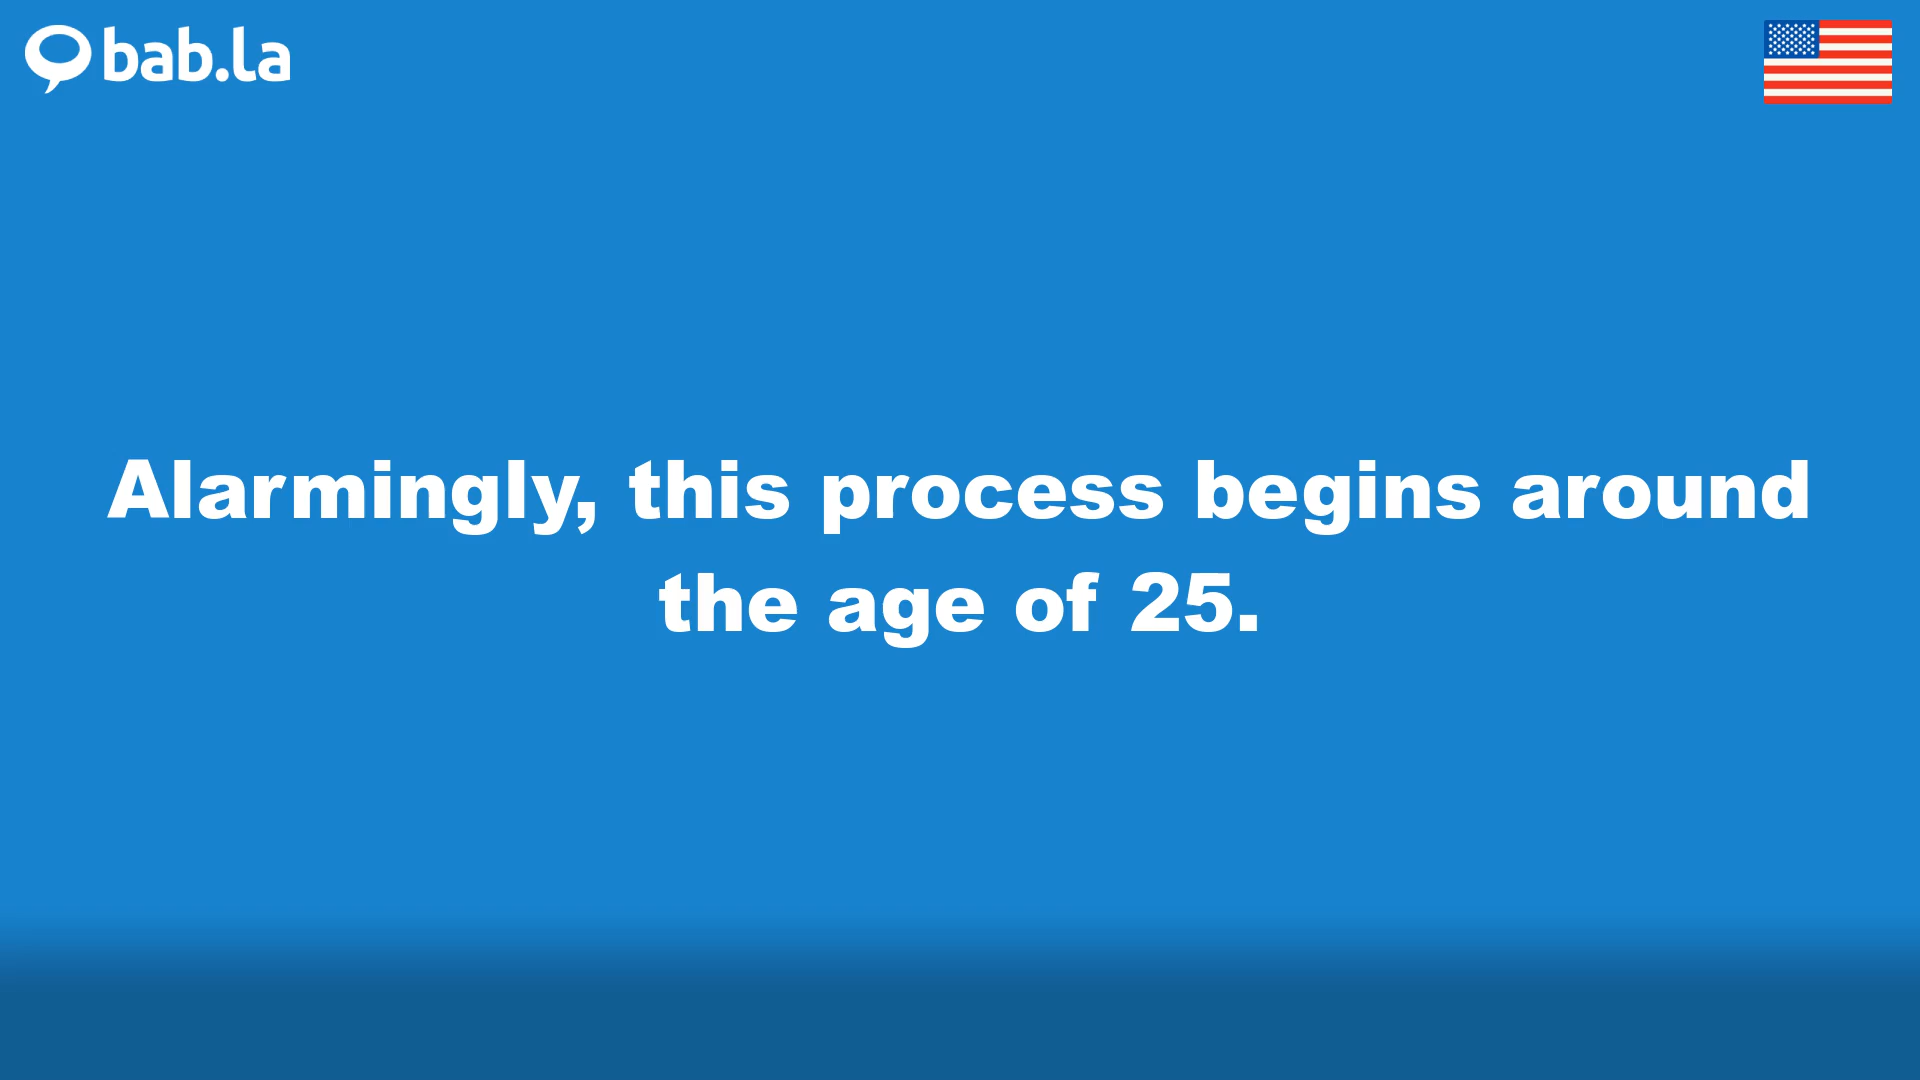 bab.la
Alarmingly, this process begins around
the age of 25.